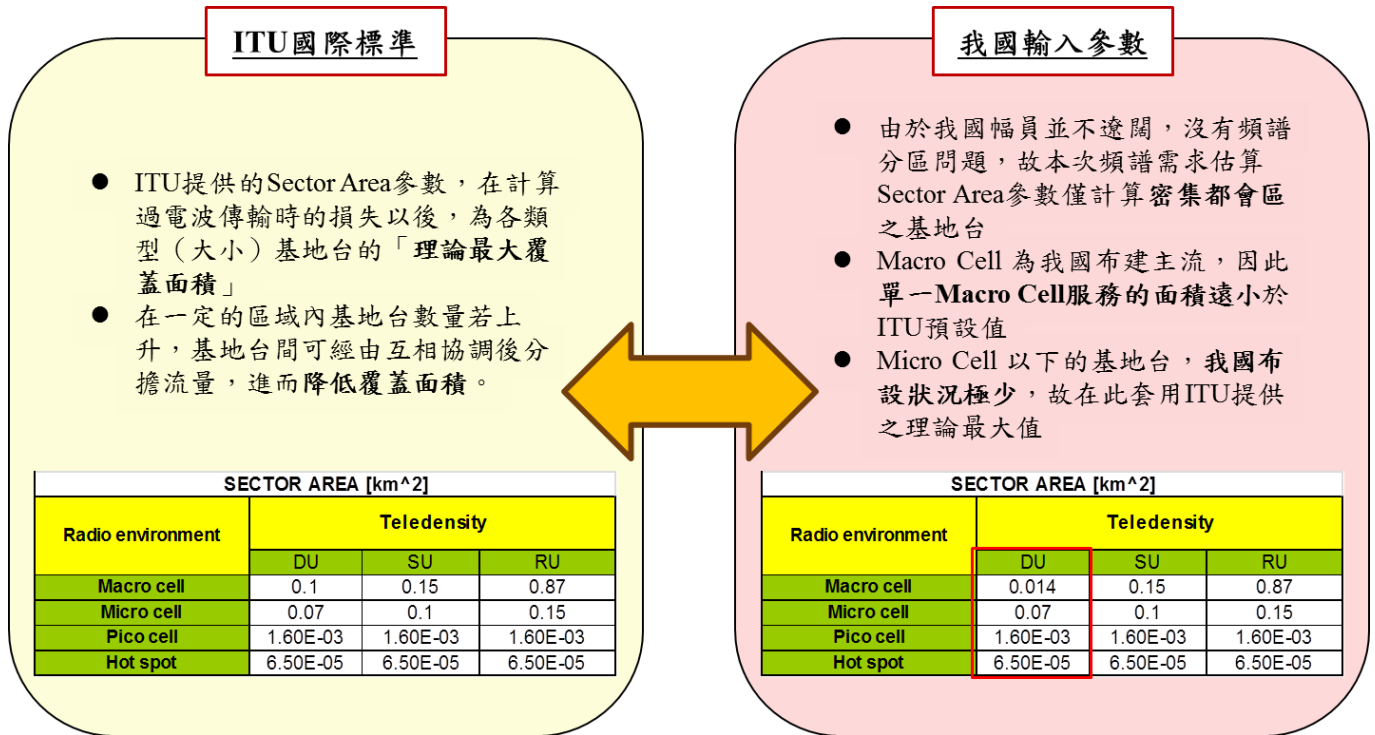 ITU國際標準
● ITU提供的Sector Area參數，在計算
過電波傳輸時的損失以後，為各類
型（大小）基地台的「理論最大覆
蓋面積」
● 在一定的區域內基地台數量若上
升，基地台間可經由互相協調後分
擔流量，進而降低覆蓋面積。
SECTOR AREA [km^2]
Radio environment Teledensity
DU SU RU
Macro cell 0.1 0.15 0.87
Micro cell 0.07 0.1 0.15
Pico cell 1.60E-03 1.60E-03 1.60E-03
Hot spot 6.50E-05 6.50E-05 6.50E-05
我國輸入參數
● 由於我國幅員並不遼闊，沒有頻譜
分區問題，故本次頻譜需求估算
Sector Area參數僅計算密集都會區
之基地台
● Macro Cell 為我國布建主流，因此
單一Macro Cell服務的面積遠小於
ITU預設值
● Micro Cell 以下的基地台，我國布
設狀況極少，故在此套用ITU提供
之理論最大值
SECTOR AREA [km^2]
Radio environment Teledensity
DU SU RU
Macro cell 0.014 0.15 0.87
Micro cell 0.07 0.1 0.15
Pico cell 1.60E-03 1.60E-03 1.60E-03
Hot spot 6.50E-05 6.50E-05 6.50E-05